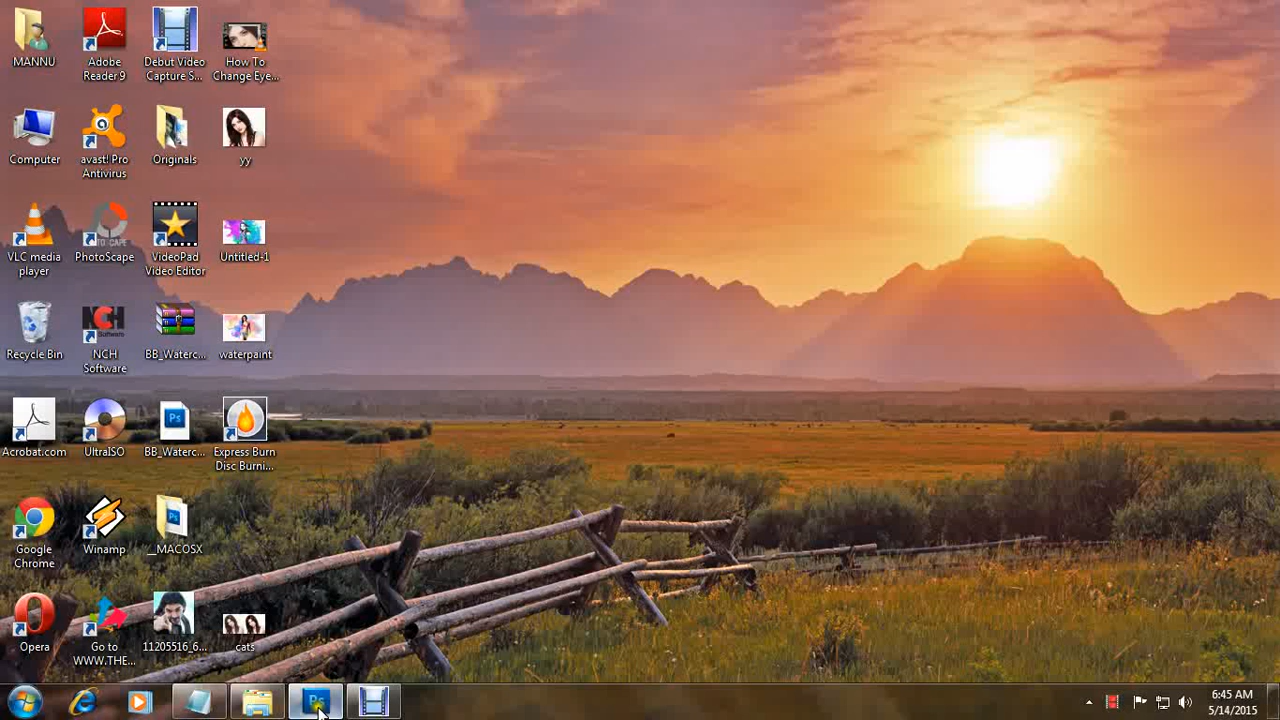 MANNU
Adobe
Reader 9
Debut Video
Capture S...
How To
Change Eye...
Computer
avast! Pro
Antivirus
Originals
yy
VLC media
player
PhotoScape
VideoPad
Video Editor
Untitled-1
Recycle Bin
NCH
Software
BB_Waterc...
waterpaint
Acrobat.com
UltraISO
BB_Waterc...
Express Burn
Disc Burni...
Google
Chrome
Winamp
__MACOSX
Opera
Go to
WWW.THE...
11205516_6...
cats
Ps
6:45 AM
5/14/2015